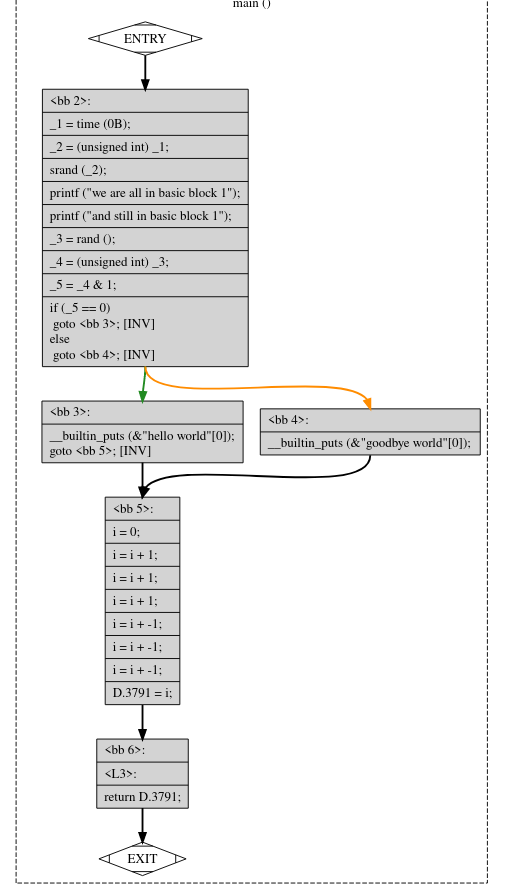 main ()
ENTRY
<bb 2>:
_1 = time (0B);
_2 = (unsigned int) _1;
srand (_2);
printf ("we are all in basic block 1");
printf ("and still in basic block 1");
_3 = rand ();
_4 = (unsigned int) _3;
_5 = _4 & 1;
if (_5 == 0)
goto <bb 3>; [INV]
else
goto <bb 4>; [INV]
<bb 3>:
__builtin_puts (&"hello world"[0]);
goto <bb 5>; [INV]
<bb 4>:
__builtin_puts (&"goodbye world"[0]);
<bb 5>:
i = 0;
i = i + 1;
i = i + 1;
i = i + 1;
i = i + -1;
i = i + -1;
i = i + -1;
D.3791 = i;
<bb 6>:
<L3>:
return D.3791;
EXIT